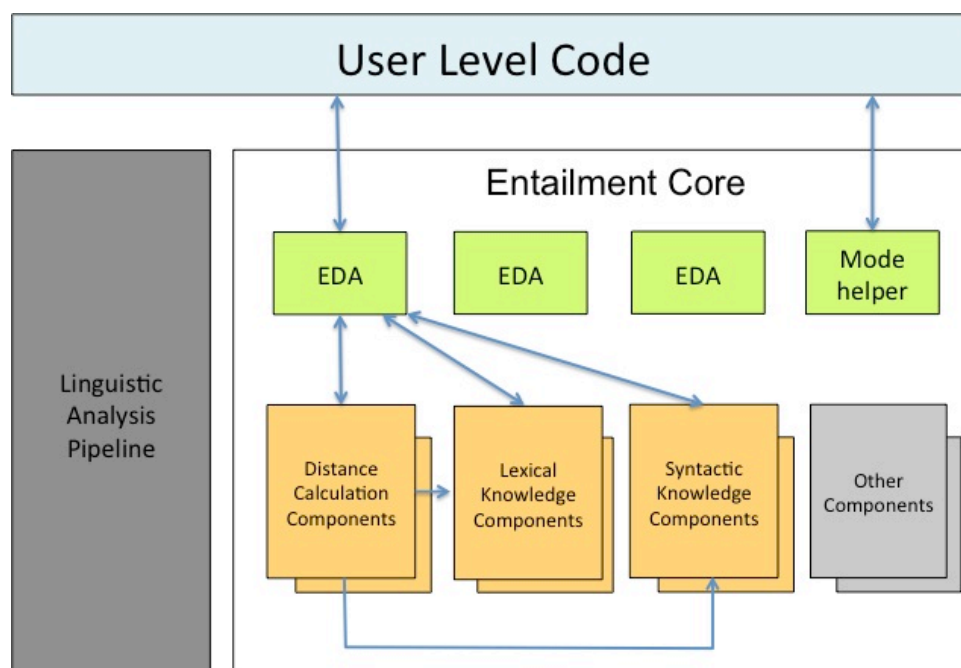 User Level Code
Entailment Core
EDA
EDA
EDA
Mode
helper
Linguistic
Analysis
Pipeline
Distance
Calculation
Components
Lexical
Knowledge
Components
Syntactic
Knowledge
Components
Other
Components